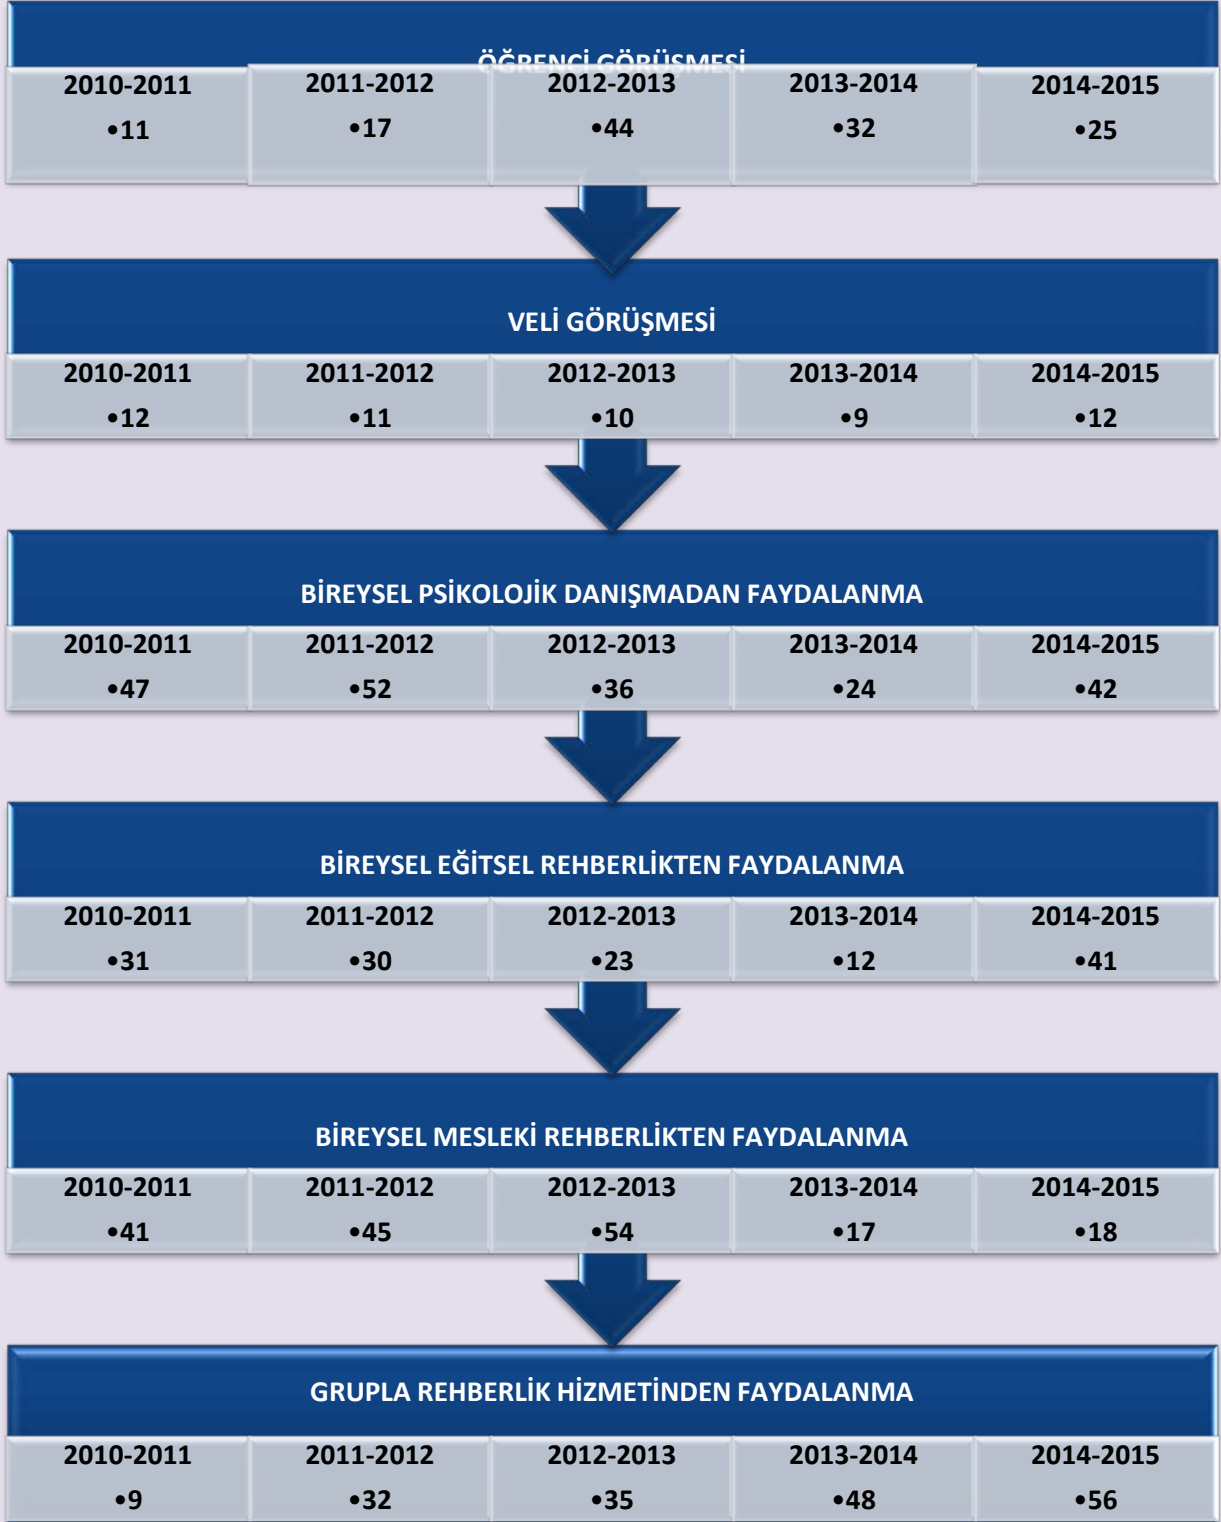 ÖĞRENCİ GÖRÜŞMESİ
2010-2011 2011-2012 2012-2013 2013-2014 2014-2015
•11 •17 •44 •32 •25
VELİ GÖRÜŞMESİ
2010-2011 2011-2012 2012-2013 2013-2014 2014-2015
•12 •11 •10 •9 •12
BİREYSEL PSİKOLOJİK DANIŞMADAN FAYDALANMA
2010-2011 2011-2012 2012-2013 2013-2014 2014-2015
•47 •52 •36 •24 •42
BİREYSEL EĞİTSEL REHBERLİKTEN FAYDALANMA
2010-2011 2011-2012 2012-2013 2013-2014 2014-2015
•31 •30 •23 •12 •41
BİREYSEL MESLEKİ REHBERLİKTEN FAYDALANMA
2010-2011 2011-2012 2012-2013 2013-2014 2014-2015
•41 •45 •54 •17 •18
GRUPLA REHBERLİK HİZMETİNDEN FAYDALANMA
2010-2011 2011-2012 2012-2013 2013-2014 2014-2015
•9 •32 •35 •48 •56